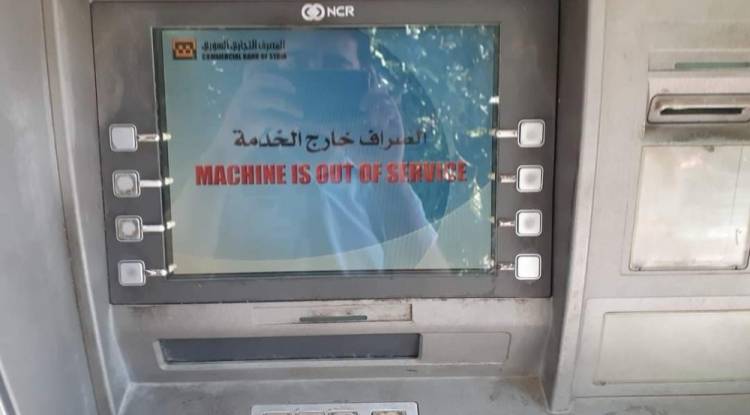 NCR
المصرف التجاري السوري
COMMERCIAL BANK OF SYRIA
الصراف خارج الخدمة
MACHINE IS OUT OF SERVICE